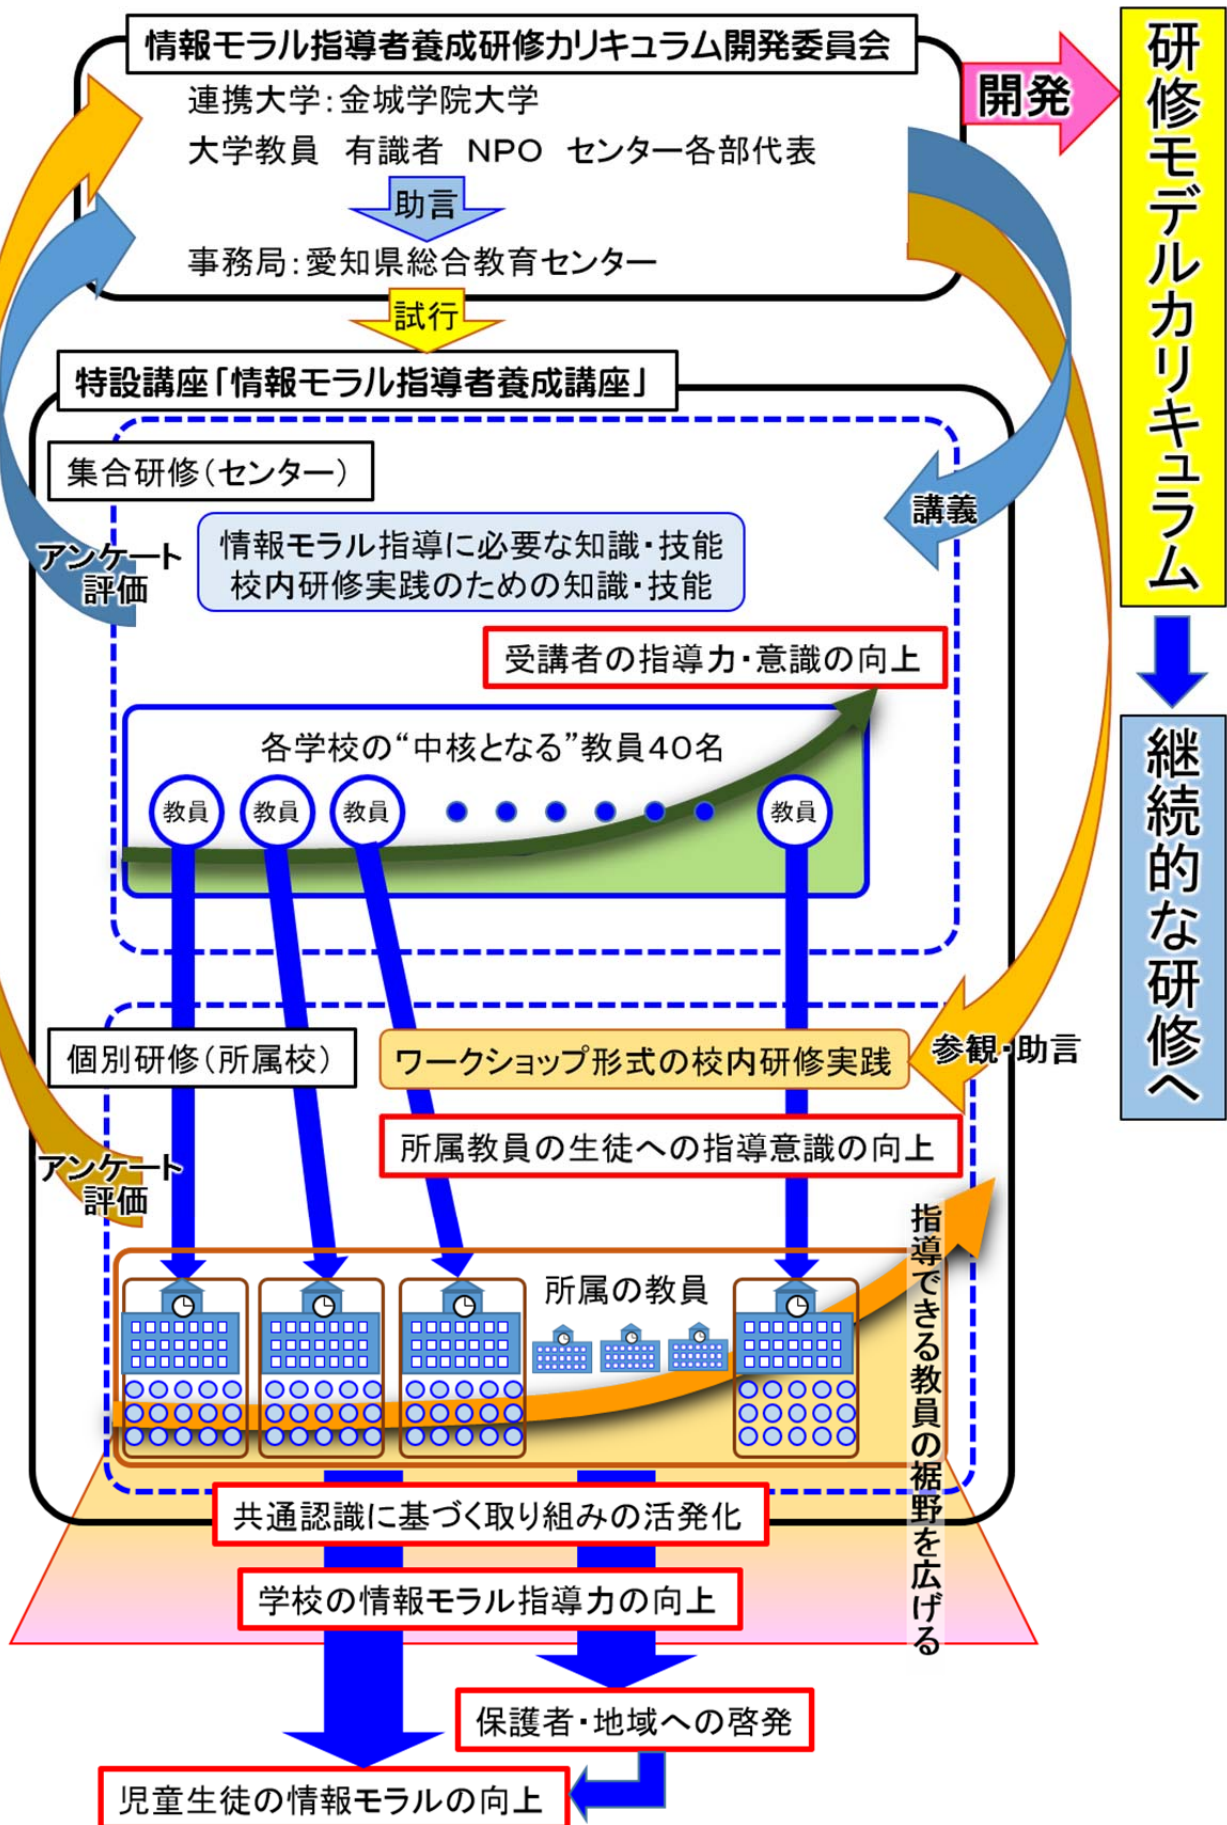 情報モラル指導者養成研修カリキュラム開発委員会
連携大学：金城学院大学
大学教員　有識者　NPO　センター各部代表
助言
事務局：愛知県総合教育センター
開発
研修モデルカリキュラム
継続的な研修へ
試行
特設講座「情報モラル指導者養成講座」
集合研修（センター）
講義
アンケート
評価
情報モラル指導に必要な知識・技能
校内研修実践のための知識・技能
受講者の指導力・意識の向上
各学校の“中核となる”教員４０名
教員
教員
教員
教員
個別研修（所属校）
ワークショップ形式の校内研修実践
参観・助言
所属教員の生徒への指導意識の向上
アンケート
評価
所属の教員
指導できる教員の裾野を広げる
共通認識に基づく取り組みの活発化
学校の情報モラル指導力の向上
保護者・地域への啓発
児童生徒の情報モラルの向上